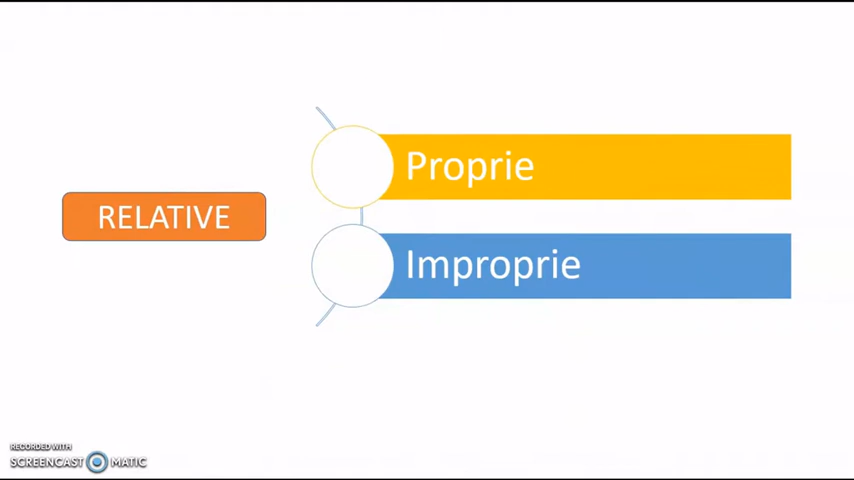 RELATIVE
Proprie
Improprie
RECORDED WITH
SCREENCAST MATIC